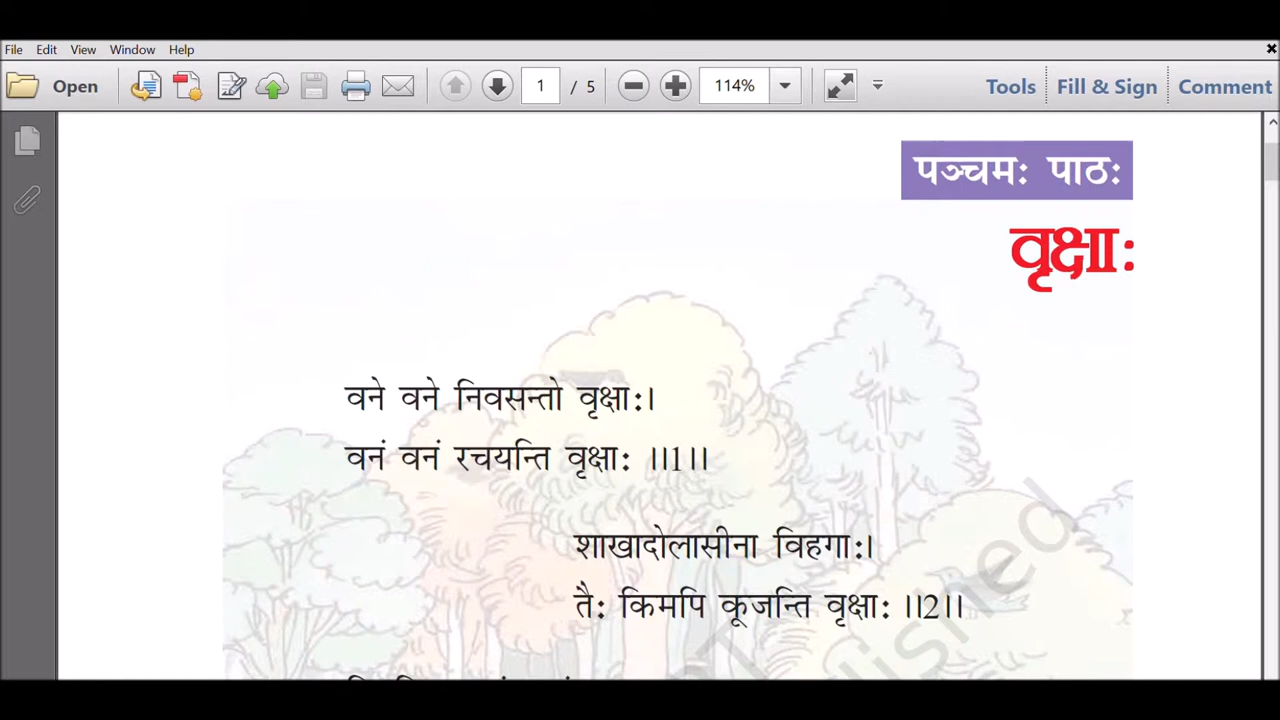 File Edit View Window Help
Open 1 / 5 114% Tools Fill & Sign Comment
पञ्चमः पाठः
वृक्षाः
वने वने निवसन्तो वृक्षाः।
वनं वनं रचयन्ति वृक्षाः ।।1।।
शाखादोलासीना विहगाः।
तैः किमपि कूजन्ति वृक्षाः ।।2।।